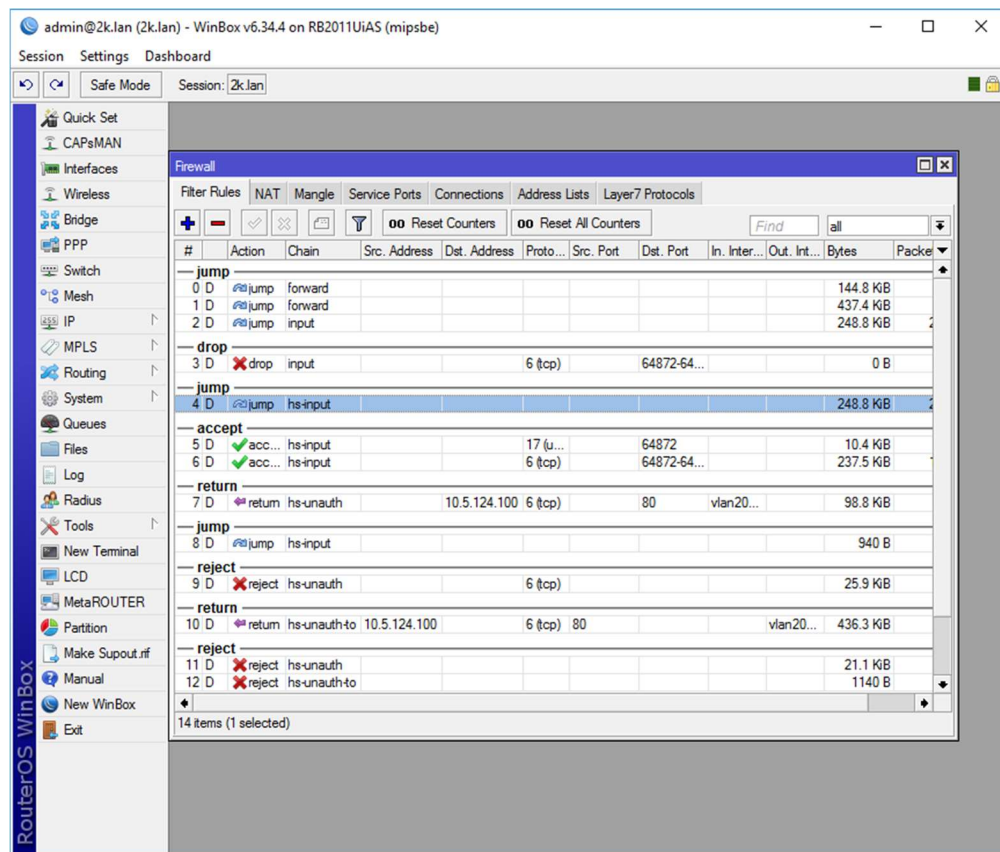 admin@2k.lan (2k.lan) - WinBox v6.34.4 on RB2011UiAS (mipsbe)
Session Settings Dashboard
Safe Mode Session: 2k.lan
Quick Set
CAPsMAN
Interfaces
Wireless
Bridge
PPP
Switch
Mesh
IP
MPLS
Routing
System
Queues
Files
Log
Radius
Tools
New Terminal
LCD
MetaROUTER
Partition
Make Supout.rif
Manual
New WinBox
Exit
RouterOS WinBox
Firewall
Filter Rules NAT Mangle Service Ports Connections Address Lists Layer7 Protocols
00 Reset Counters 00 Reset All Counters Find all
# Action Chain Src. Address Dst. Address Proto... Src. Port Dst. Port In. Inter... Out. Int... Bytes Packe
jump
0 D jump forward 144.8 KiB
1 D jump forward 437.4 KiB
2 D jump input 248.8 KiB 2
drop
3 D drop input 6 (tcp) 64872-64... 0 B
jump
4 D jump hs-input 248.8 KiB 2
accept
5 D acc... hs-input 17 (u... 64872 10.4 KiB
6 D acc... hs-input 6 (tcp) 64872-64... 237.5 KiB 1
return
7 D return hs-unauth 10.5.124.100 6 (tcp) 80 vlan20... 98.8 KiB
jump
8 D jump hs-input 940 B
reject
9 D reject hs-unauth 6 (tcp) 25.9 KiB
return
10 D return hs-unauth-to 10.5.124.100 6 (tcp) 80 vlan20... 436.3 KiB
reject
11 D reject hs-unauth 21.1 KiB
12 D reject hs-unauth-to 1140 B
14 items (1 selected)